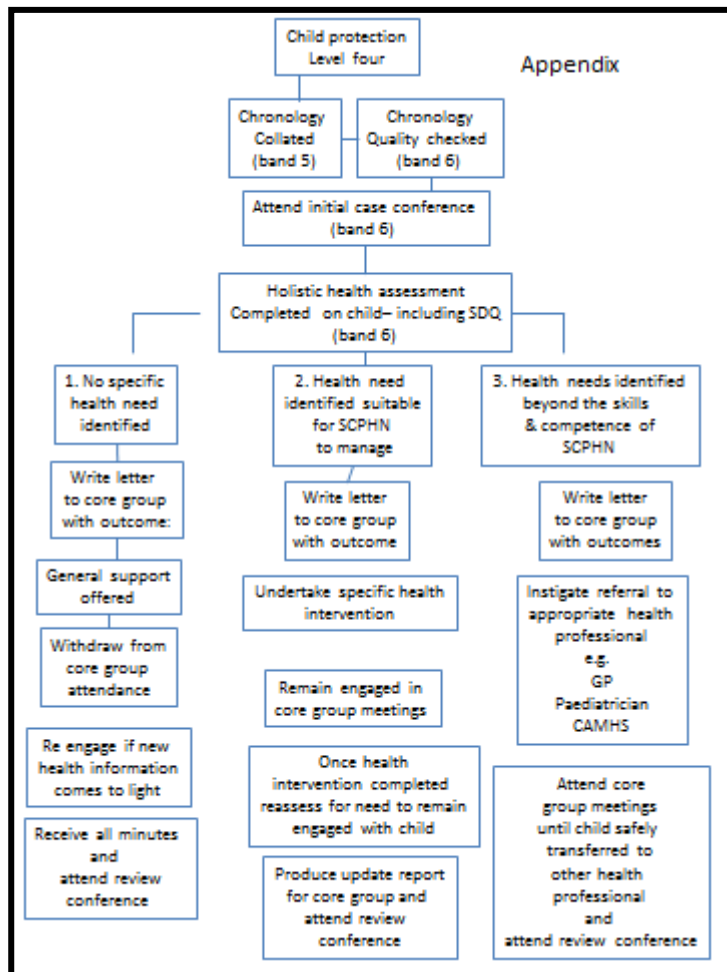 Child protection
Level four
Appendix
Chronology
Collated
(band 5)
Chronology
Quality checked
(band 6)
Attend initial case conference
(band 6)
Holistic health assessment
Completed on child– including SDQ
(band 6)
1. No specific
health need
identified
Write letter
to core group
with outcome:
General support
offered
Withdraw from
core group
attendance
Re engage if new
health information
comes to light
Receive all minutes
and
attend review
conference
2. Health need
identified suitable
for SCPHN
to manage
Write letter
to core group
with outcome
Undertake specific health
intervention
Remain engaged in
core group meetings
Once health
intervention completed
reassess for need to remain
engaged with child
Produce update report
for core group and
attend review
conference
3. Health needs identified
beyond the skills
& competence of
SCPHN
Write letter
to core group
with outcomes
Instigate referral to
appropriate health
professional
e.g.
GP
Paediatrician
CAMHS
Attend core
group meetings
until child safely
transferred to
other health
professional
and
attend review conference